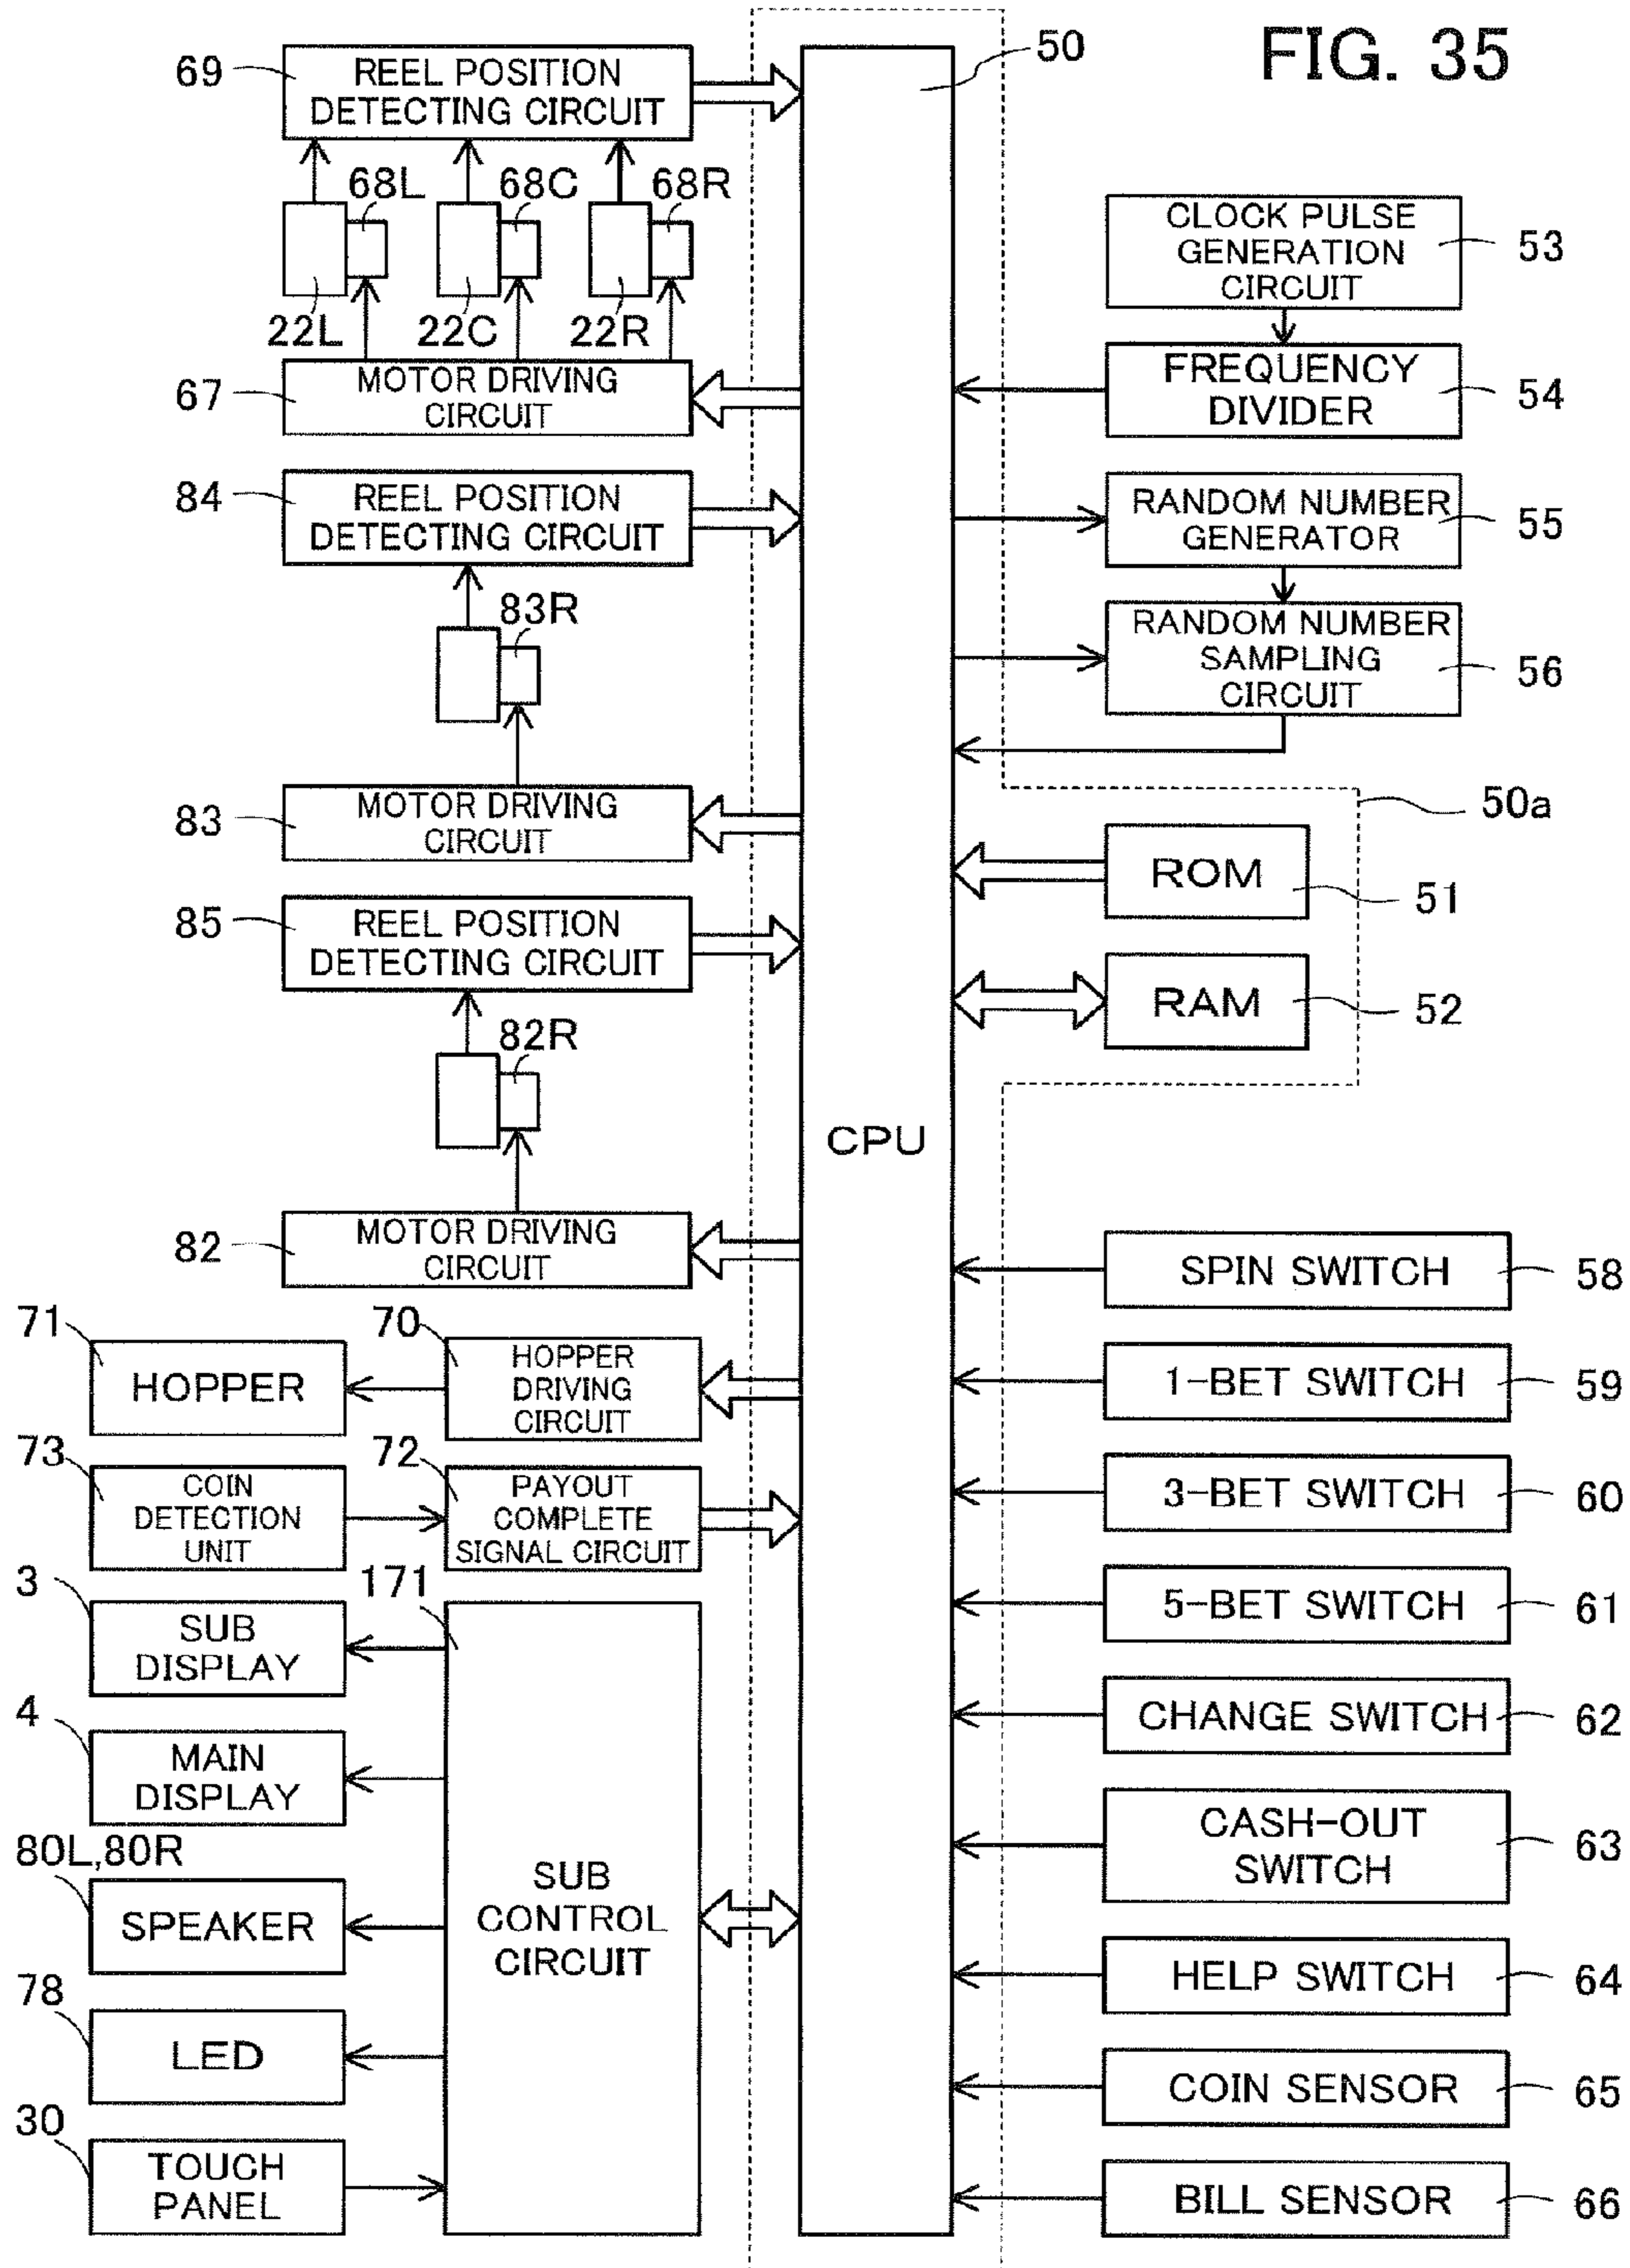 FIG. 35
50
69
REEL POSITION
DETECTING CIRCUIT
68L
68C
68R
22L
22C
22R
67
MOTOR DRIVING
CIRCUIT
84
REEL POSITION
DETECTING CIRCUIT
83R
83
MOTOR DRIVING
CIRCUIT
85
REEL POSITION
DETECTING CIRCUIT
82R
82
MOTOR DRIVING
CIRCUIT
71
HOPPER
70
HOPPER
DRIVING
CIRCUIT
73
COIN
DETECTION
UNIT
72
PAYOUT
COMPLETE
SIGNAL CIRCUIT
3
SUB
DISPLAY
171
SUB
CONTROL
CIRCUIT
4
MAIN
DISPLAY
80L,80R
SPEAKER
78
LED
30
TOUCH
PANEL
CPU
CLOCK PULSE
GENERATION
CIRCUIT
53
FREQUENCY
DIVIDER
54
RANDOM NUMBER
GENERATOR
55
RANDOM NUMBER
SAMPLING
CIRCUIT
56
50a
ROM
51
RAM
52
SPIN SWITCH
58
1-BET SWITCH
59
3-BET SWITCH
60
5-BET SWITCH
61
CHANGE SWITCH
62
CASH-OUT
SWITCH
63
HELP SWITCH
64
COIN SENSOR
65
BILL SENSOR
66